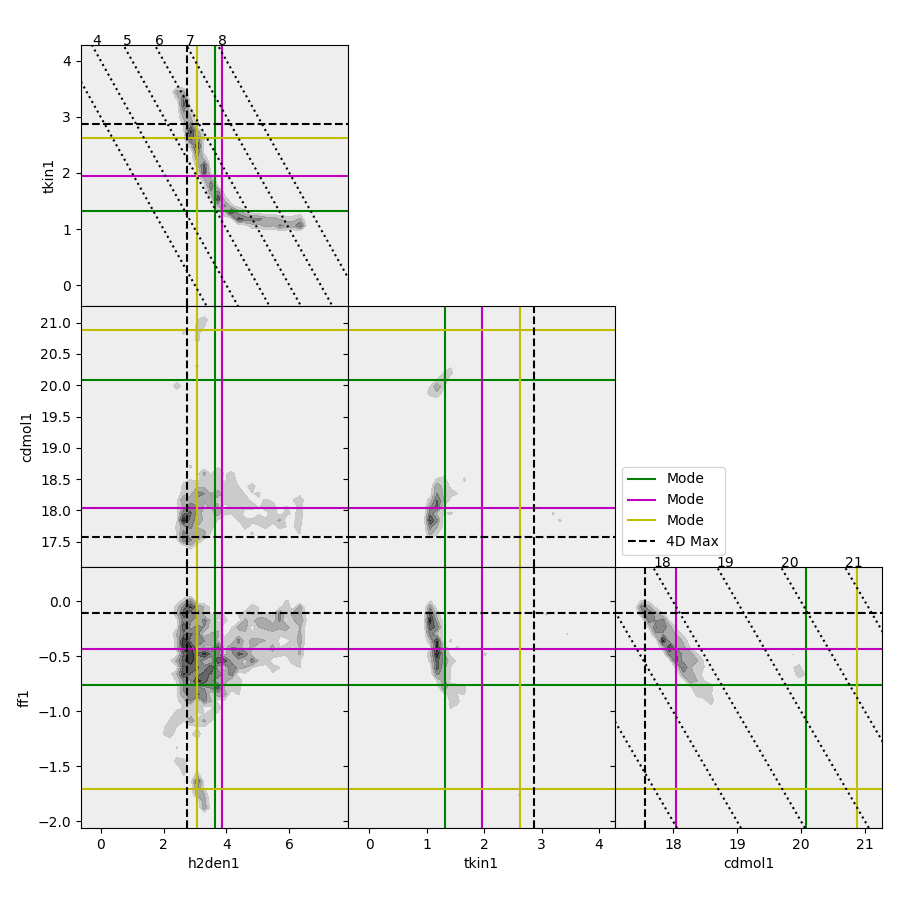 4 5 6 7 8
4
3
2
1
0
tkin1
21.0
20.5
20.0
19.5
19.0
18.5
18.0
17.5
cdmol1
Mode
Mode
Mode
4D Max
18 19 20 21
0.0
−0.5
−1.0
−1.5
−2.0
ff1
0 2 4 6
0 1 2 3 4
18 19 20 21
h2den1 tkin1 cdmol1